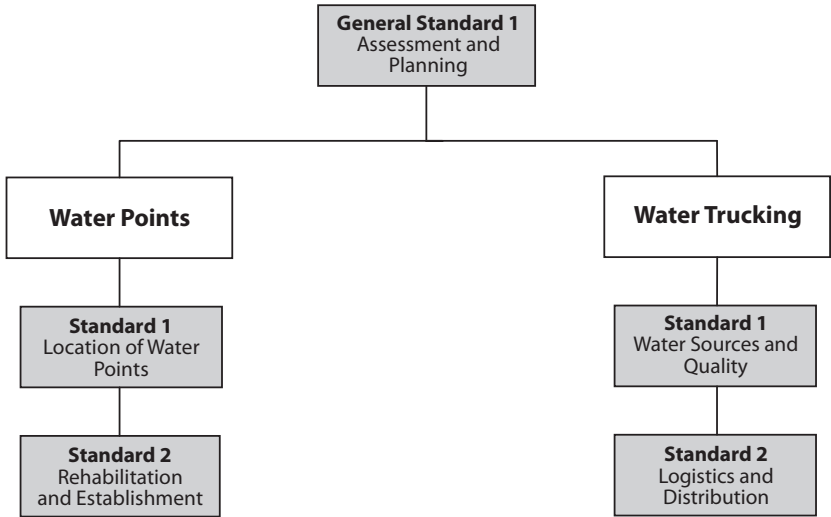 General Standard 1
Assessment and
Planning
Water Points
Water Trucking
Standard 1
Location of Water
Points
Standard 1
Water Sources and
Quality
Standard 2
Rehabilitation
and Establishment
Standard 2
Logistics and
Distribution